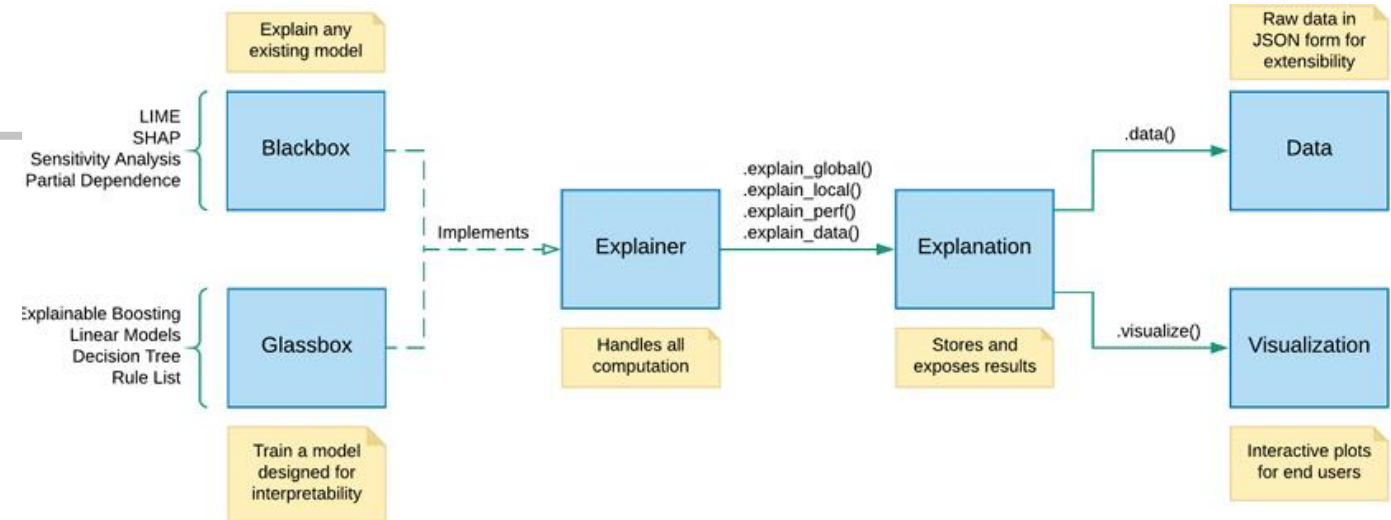 Explain any
existing model
Raw data in
JSON form for
extensibility
LIME
SHAP
Sensitivity Analysis
Partial Dependence
Blackbox
.data()
Data
.explain_global()
.explain_local()
.explain_perf()
.explain_data()
Implements
Explainer
Explanation
Explainable Boosting
Linear Models
Decision Tree
Rule List
Glassbox
Handles all
computation
Stores and
exposes results
.visualize()
Visualization
Train a model
designed for
interpretability
Interactive plots
for end users